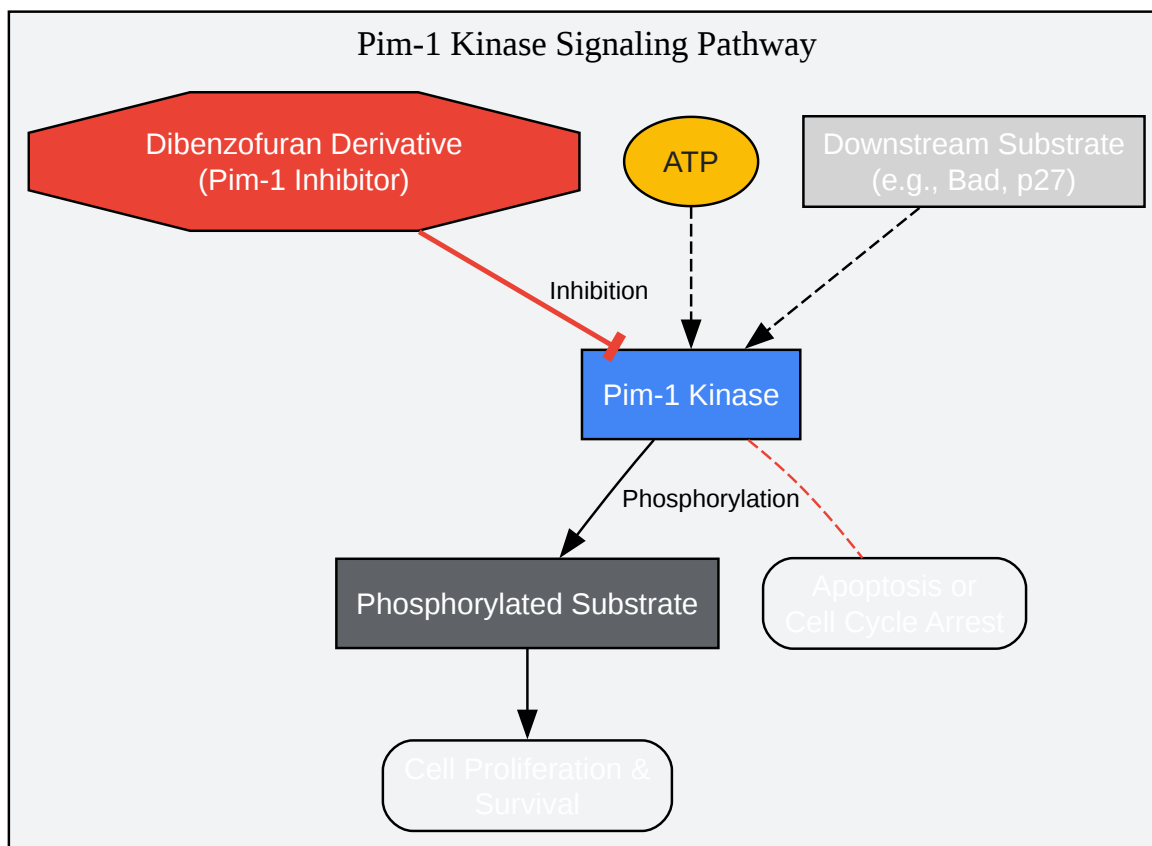 Pim-1 Kinase Signaling Pathway
Dibenzofuran Derivative
(Pim-1 Inhibitor)
ATP
Downstream Substrate
(e.g., Bad, p27)
Inhibition
Pim-1 Kinase
Phosphorylation
Phosphorylated Substrate
Apoptosis or
Cell Cycle Arrest
Cell Proliferation &
Survival